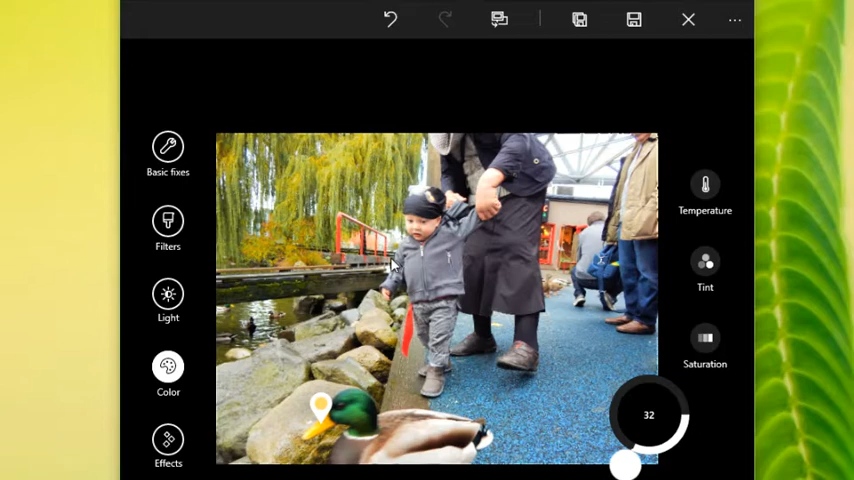 Basic fixes
Filters
Light
Color
Effects
Temperature
Tint
Saturation
32